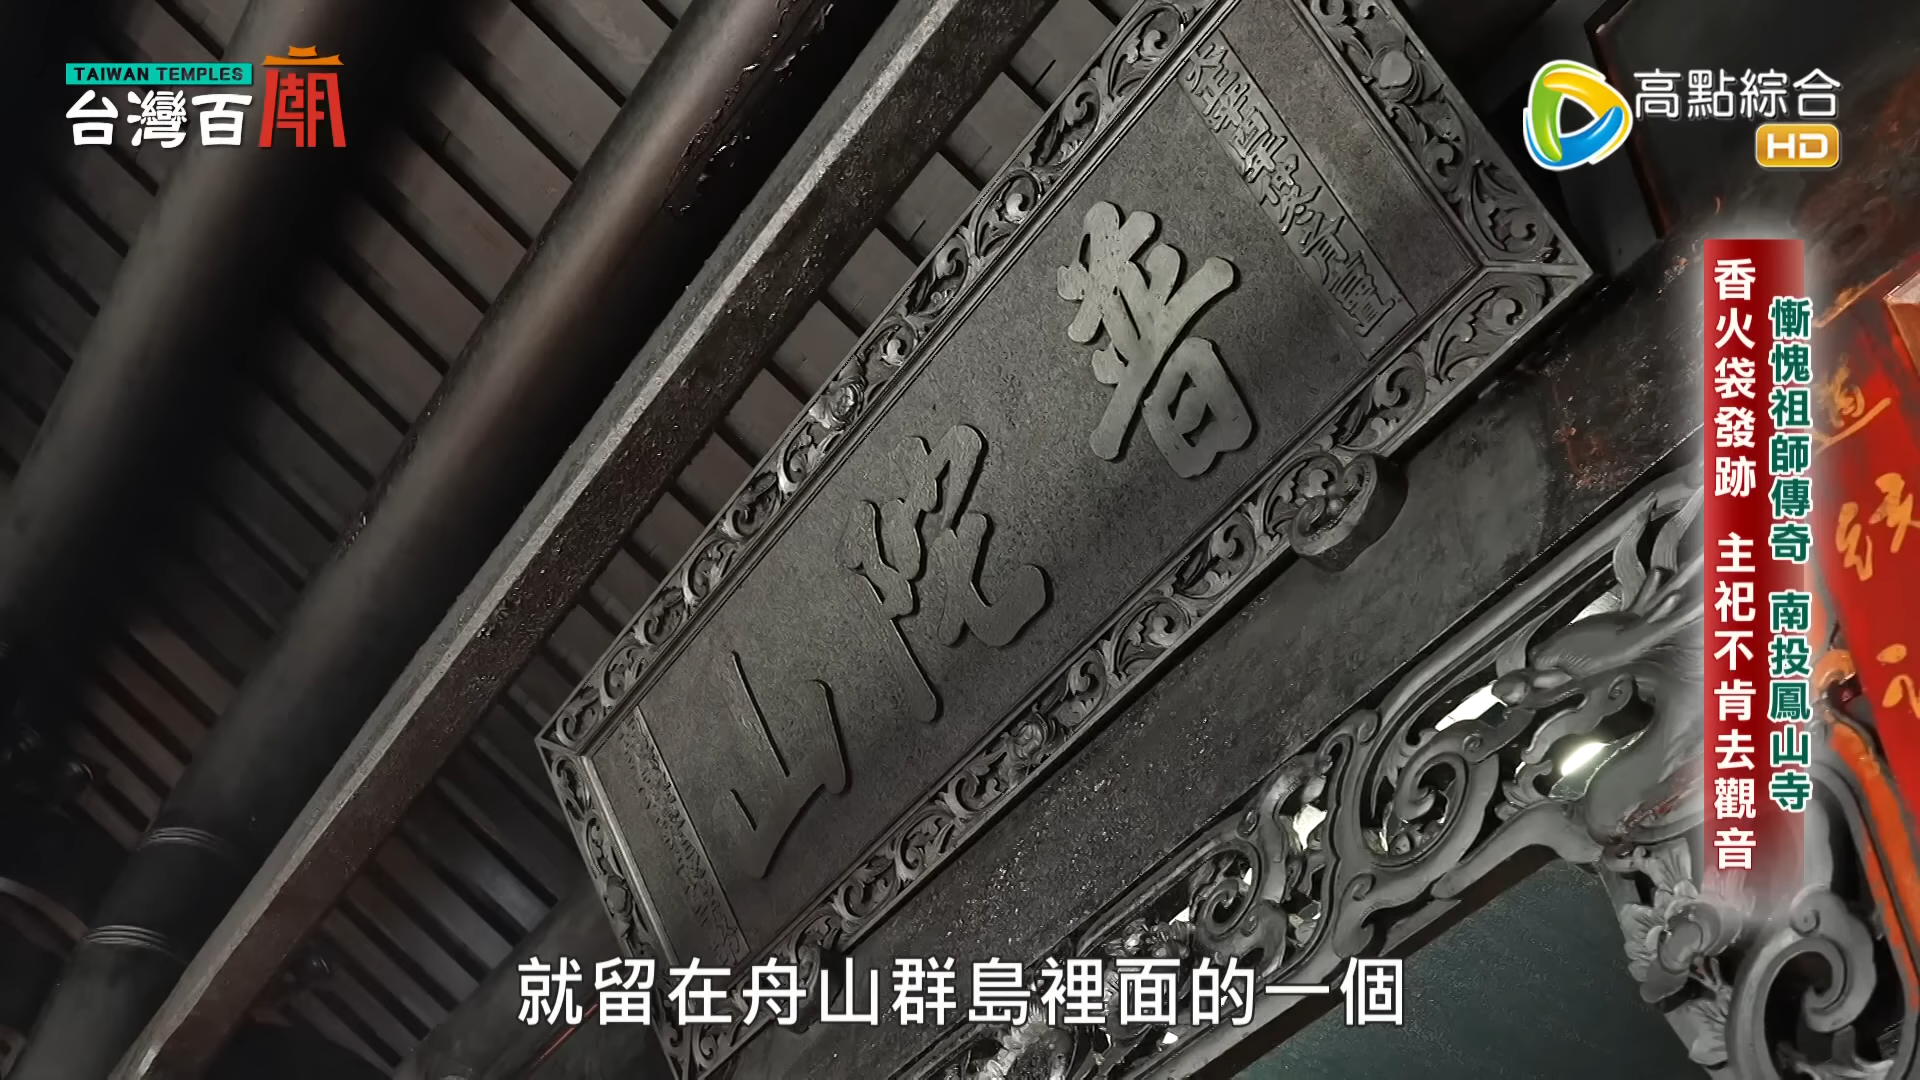 TAIWAN TEMPLES
台灣百廟
高點綜合
HD
慚愧祖師傳奇 南投鳳山寺
香火袋發跡 主祀不肯去觀音
普陀山
就留在舟山群島裡面的一個